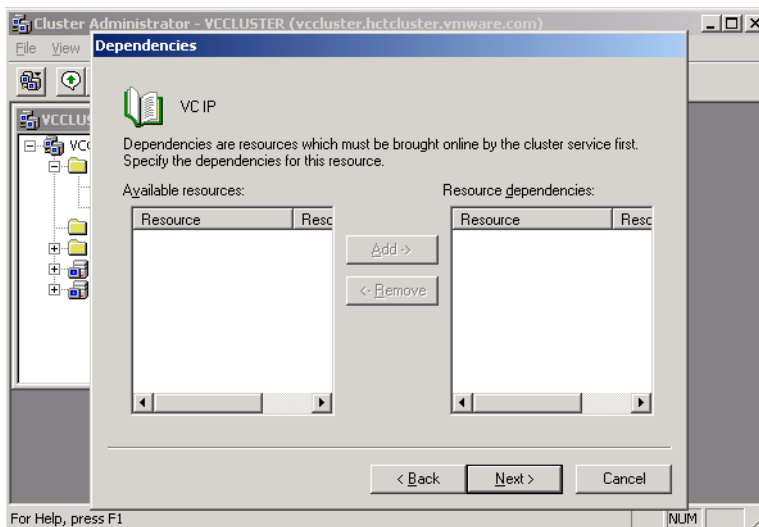 Cluster Administrator - VCCLUSTER (vccluster.hctcluster.vmware.com)
File View
Dependencies
VCCLUS
VCC
VC IP
Dependencies are resources which must be brought online by the cluster service first.
Specify the dependencies for this resource.
Available resources:
Resource dependencies:
Resource Resc
Resource Resc
Add ->
<- Remove
< Back Next > Cancel
For Help, press F1
NUM